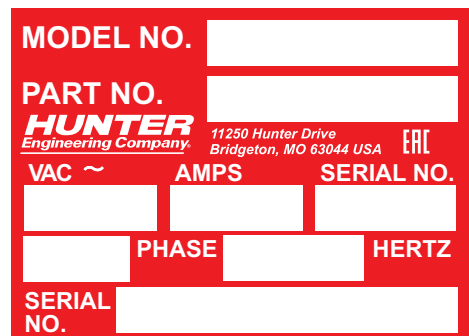 MODEL NO.
PART NO.
HUNTER
Engineering Company®
11250 Hunter Drive
Bridgeton, MO 63044 USA
EAC
VAC ~ AMPS SERIAL NO.
PHASE HERTZ
SERIAL
NO.